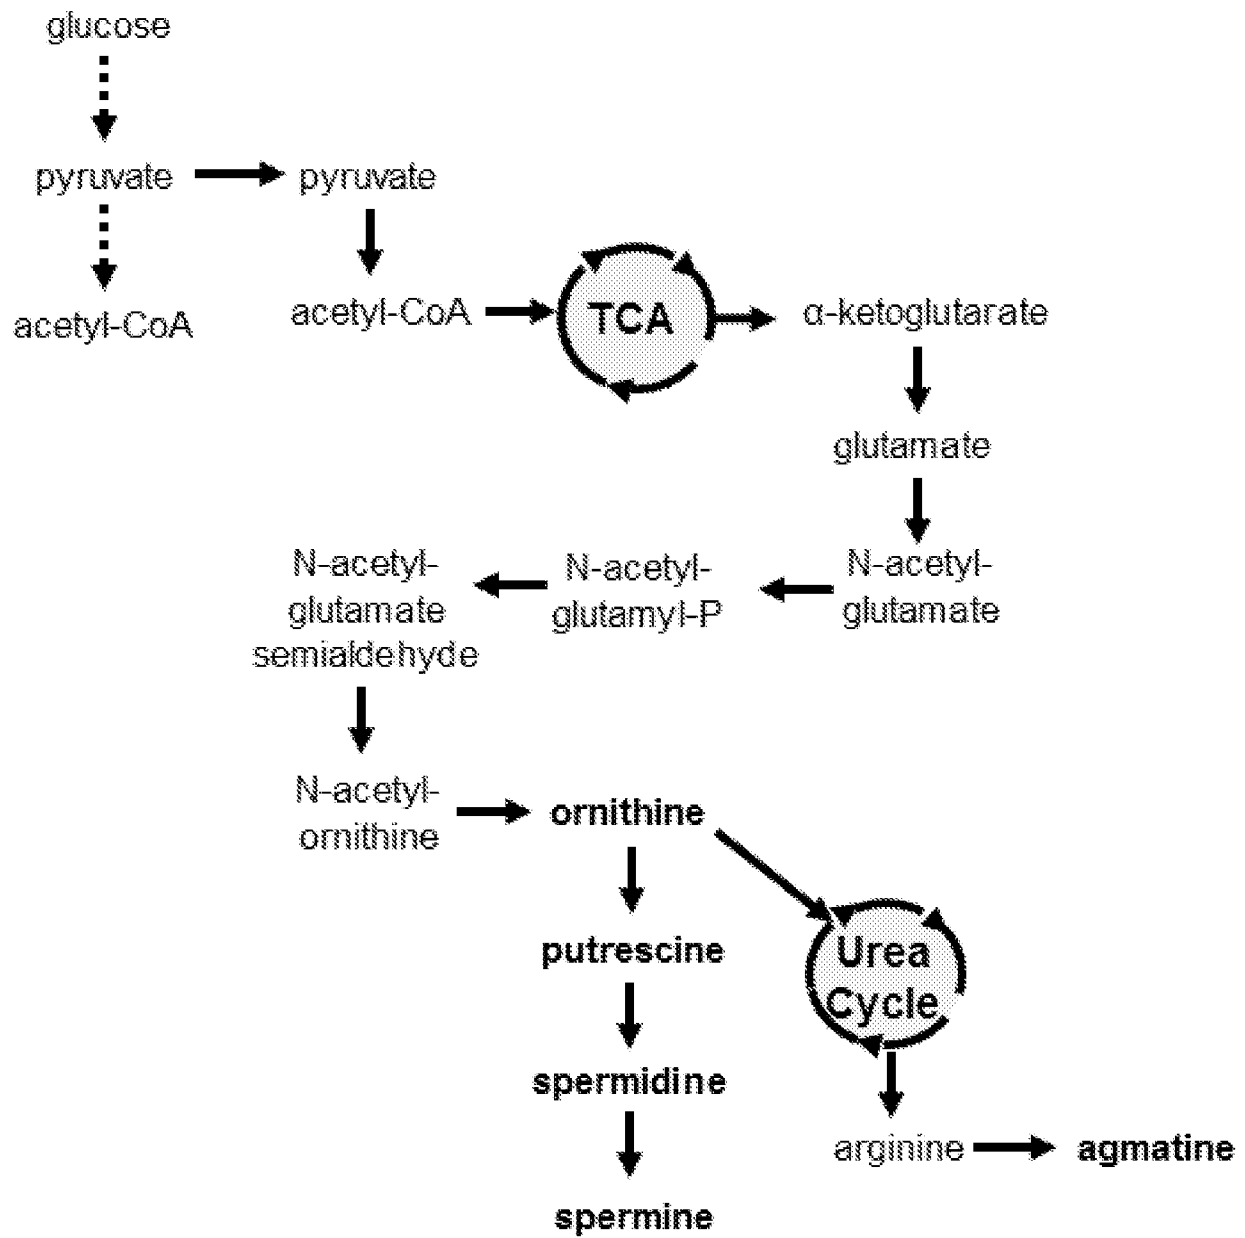 glucose
pyruvate
pyruvate
acetyl-CoA
acetyl-CoA
TCA
α-ketoglutarate
glutamate
N-acetyl-
glutamate
N-acetyl-
glutamyl-P
N-acetyl-
glutamate
semialdehyde
N-acetyl-
ornithine
ornithine
putrescine
spermidine
spermine
Urea
Cycle
arginine
agmatine